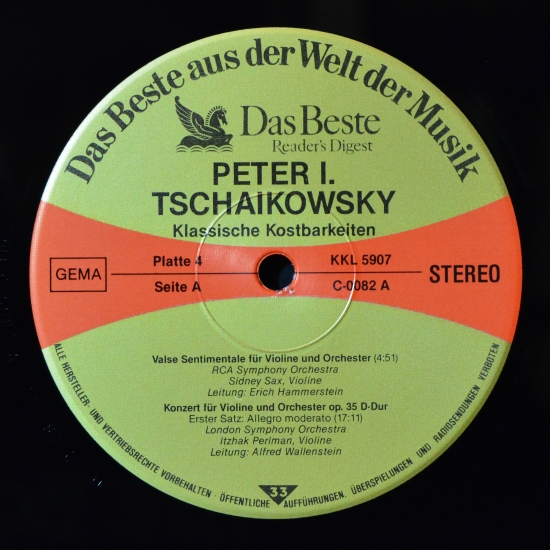 Das Beste aus der Welt der Musik
Das Beste
Reader's Digest
PETER I.
TSCHAIKOWSKY
Klassische Kostbarkeiten
GEMA
Platte 4
KKL 5907
Seite A
C-0082 A
STEREO
Valse Sentimentale für Violine und Orchester (4:51)
RCA Symphony Orchestra
Sidney Sax, Violine
Leitung: Erich Hammerstein
Konzert für Violine und Orchester op. 35 D-Dur
Erster Satz: Allegro moderato (17:11)
London Symphony Orchestra
Itzhak Perlman, Violine
Leitung: Alfred Wallenstein
33
ALLE HERSTELLER- UND VERTRIEBSRECHTE VORBEHALTEN · ÖFFENTLICHE AUFFÜHRUNGEN, ÜBERSPIELUNGEN UND RADIOSENDUNGEN VERBOTEN